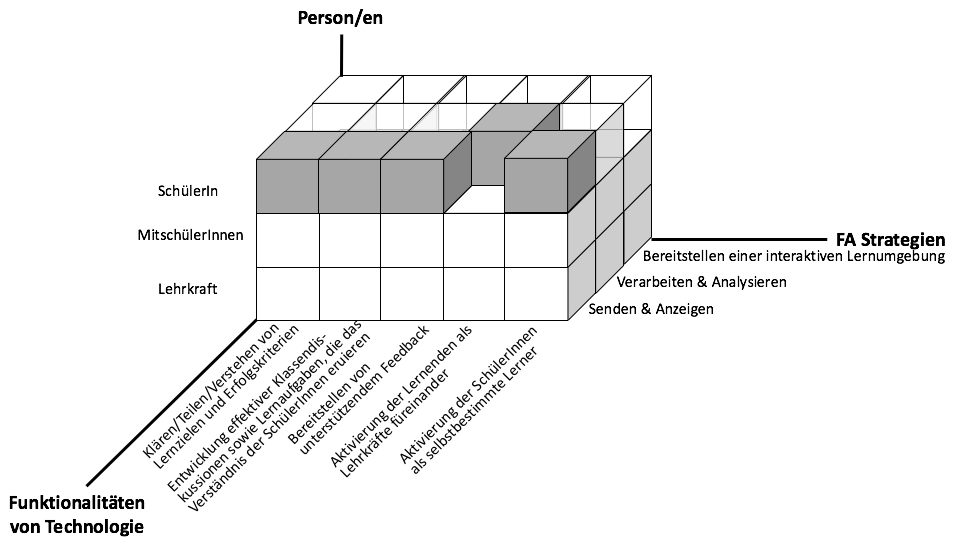 Person/en
SchülerIn
MitschülerInnen
Lehrkraft
FA Strategien
Bereitstellen einer interaktiven Lernumgebung
Verarbeiten & Analysieren
Senden & Anzeigen
Klären/Teilen/Verstehen von
Lernzielen und Erfolgskriterien
Entwicklung effektiver Klassendis-
kussionen sowie Lernaufgaben, die das
Verständnis der SchülerInnen eruieren
Bereitstellen von
unterstützendem Feedback
Aktivierung der Lernenden als
Lehrkräfte füreinander
Aktivierung der SchülerInnen
als selbstbestimmte Lerner
Funktionalitäten
von Technologie